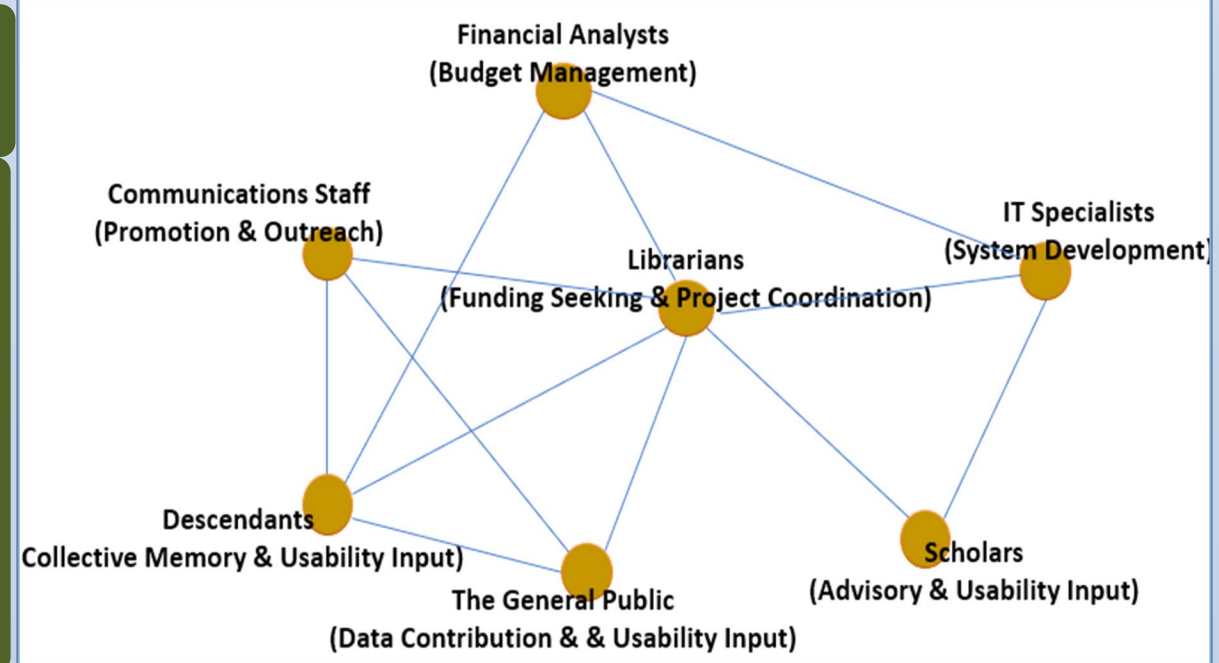 Financial Analysts
(Budget Management)
Communications Staff
(Promotion & Outreach)
IT Specialists
(System Development)
Librarians
(Funding Seeking & Project Coordination)
Descendants
Collective Memory & Usability Input)
Scholars
(Advisory & Usability Input)
The General Public
(Data Contribution & & Usability Input)